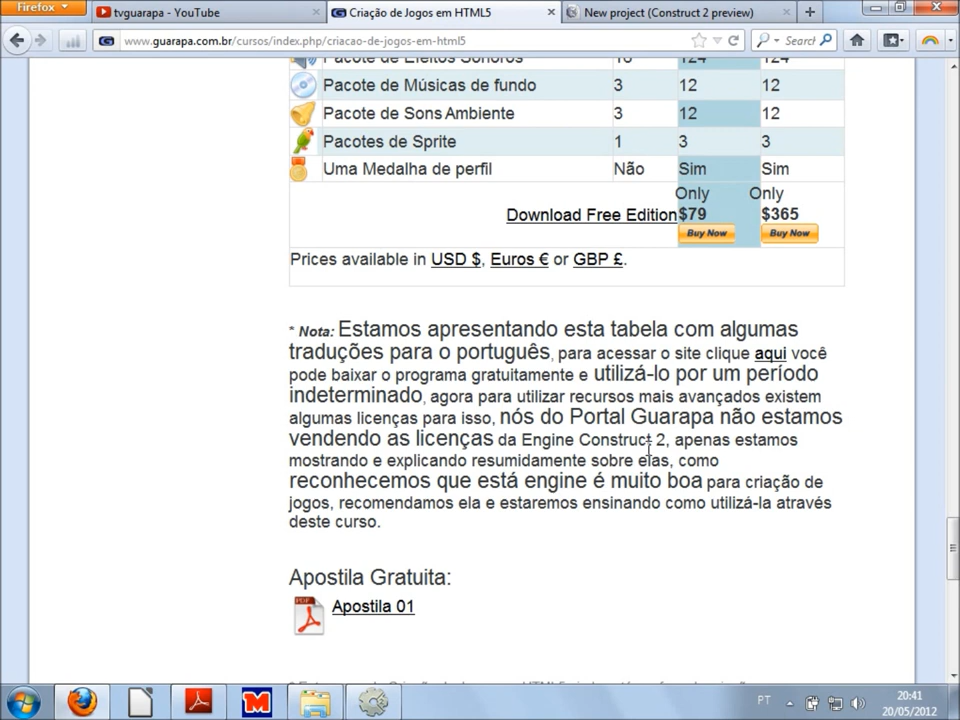 Firefox
tvguarapa - YouTube
Criação de Jogos em HTML5
New project (Construct 2 preview)
www.guarapa.com.br/cursos/index.php/criacao-de-jogos-em-html5
Search
Pacote de Efeitos Sonoros 124 124
Pacote de Músicas de fundo 3 12 12
Pacote de Sons Ambiente 3 12 12
Pacotes de Sprite 1 3 3
Uma Medalha de perfil Não Sim Sim
Only Only
Download Free Edition $79 $365
Buy Now Buy Now
Prices available in USD $, Euros € or GBP £.
* Nota: Estamos apresentando esta tabela com algumas
traduções para o português, para acessar o site clique aqui você
pode baixar o programa gratuitamente e utilizá-lo por um período
indeterminado, agora para utilizar recursos mais avançados existem
algumas licenças para isso, nós do Portal Guarapa não estamos
vendendo as licenças da Engine Construct 2, apenas estamos
mostrando e explicando resumidamente sobre elas, como
reconhecemos que está engine é muito boa para criação de
jogos, recomendamos ela e estaremos ensinando como utilizá-la através
deste curso.
Apostila Gratuita:
PDF
Apostila 01
PT
20:41
20/05/2012